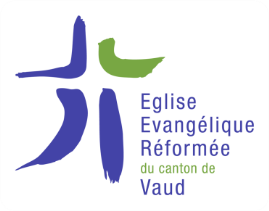 Eglise
Evangélique
Réformée
du canton de
Vaud